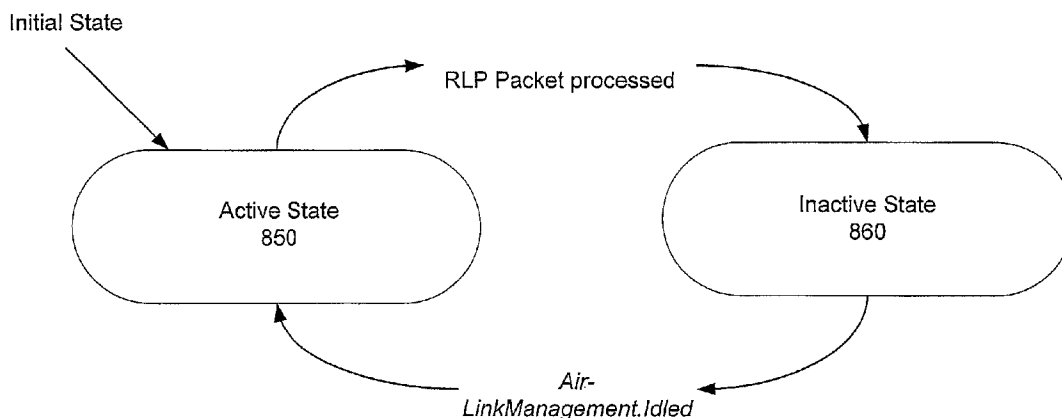 Initial State
RLP Packet processed
Active State
850
Inactive State
860
Air-
LinkManagement.Idled